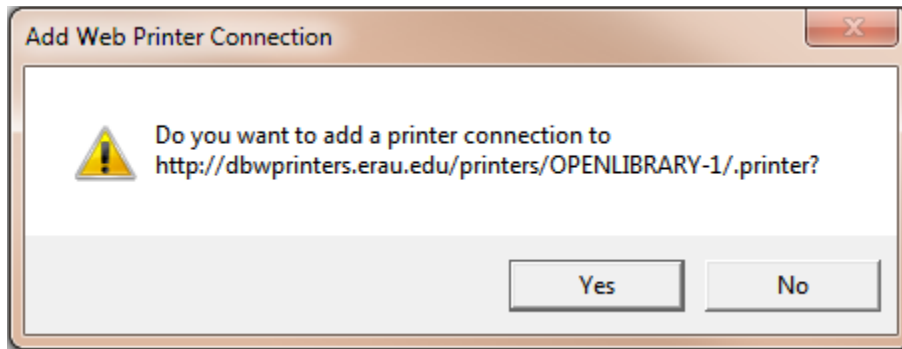 Add Web Printer Connection
Do you want to add a printer connection to
http://dbwprinters.erau.edu/printers/OPENLIBRARY-1/.printer?
Yes
No